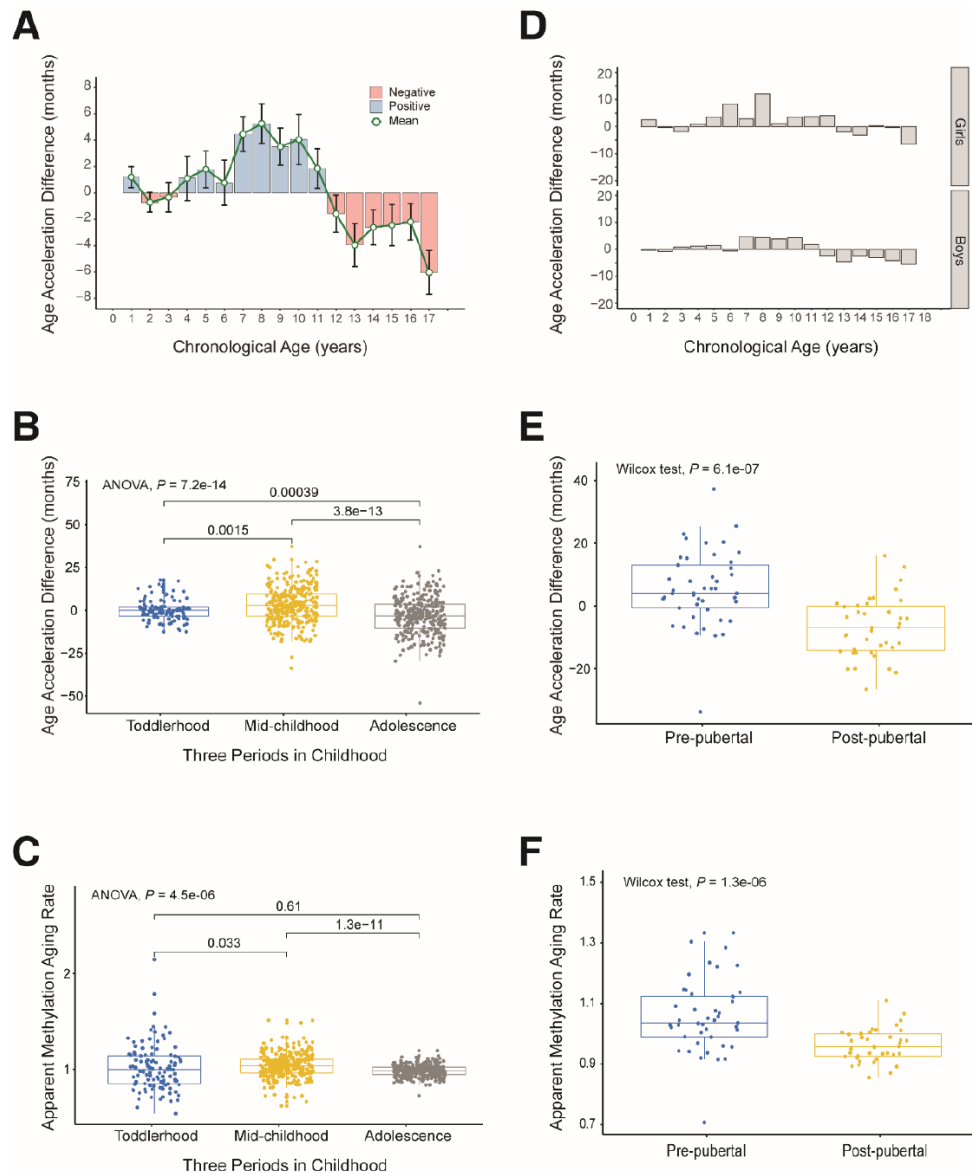 A
Age Acceleration Difference (months)
8
6
4
2
0
−2
−4
−6
−8
Negative
Positive
Mean
0 1 2 3 4 5 6 7 8 9 10 11 12 13 14 15 16 17
Chronological Age (years)
D
Age Acceleration Difference (months)
20
10
0
−10
−20
Girls
20
10
0
−10
−20
Boys
0 1 2 3 4 5 6 7 8 9 10 11 12 13 14 15 16 17 18
Chronological Age (years)
B
Age Acceleration Difference (months)
75
50
25
0
−25
−50
ANOVA, P = 7.2e-14
0.00039
3.8e−13
0.0015
Toddlerhood Mid-childhood Adolescence
Three Periods in Childhood
E
Age Acceleration Difference (months)
40
20
0
−20
Wilcox test, P = 6.1e-07
Pre-pubertal Post-pubertal
C
Apparent Methylation Aging Rate
2
1
ANOVA, P = 4.5e-06
0.61
1.3e−11
0.033
Toddlerhood Mid-childhood Adolescence
Three Periods in Childhood
F
Apparent Methylation Aging Rate
1.5
1.3
1.1
0.9
0.7
Wilcox test, P = 1.3e-06
Pre-pubertal Post-pubertal